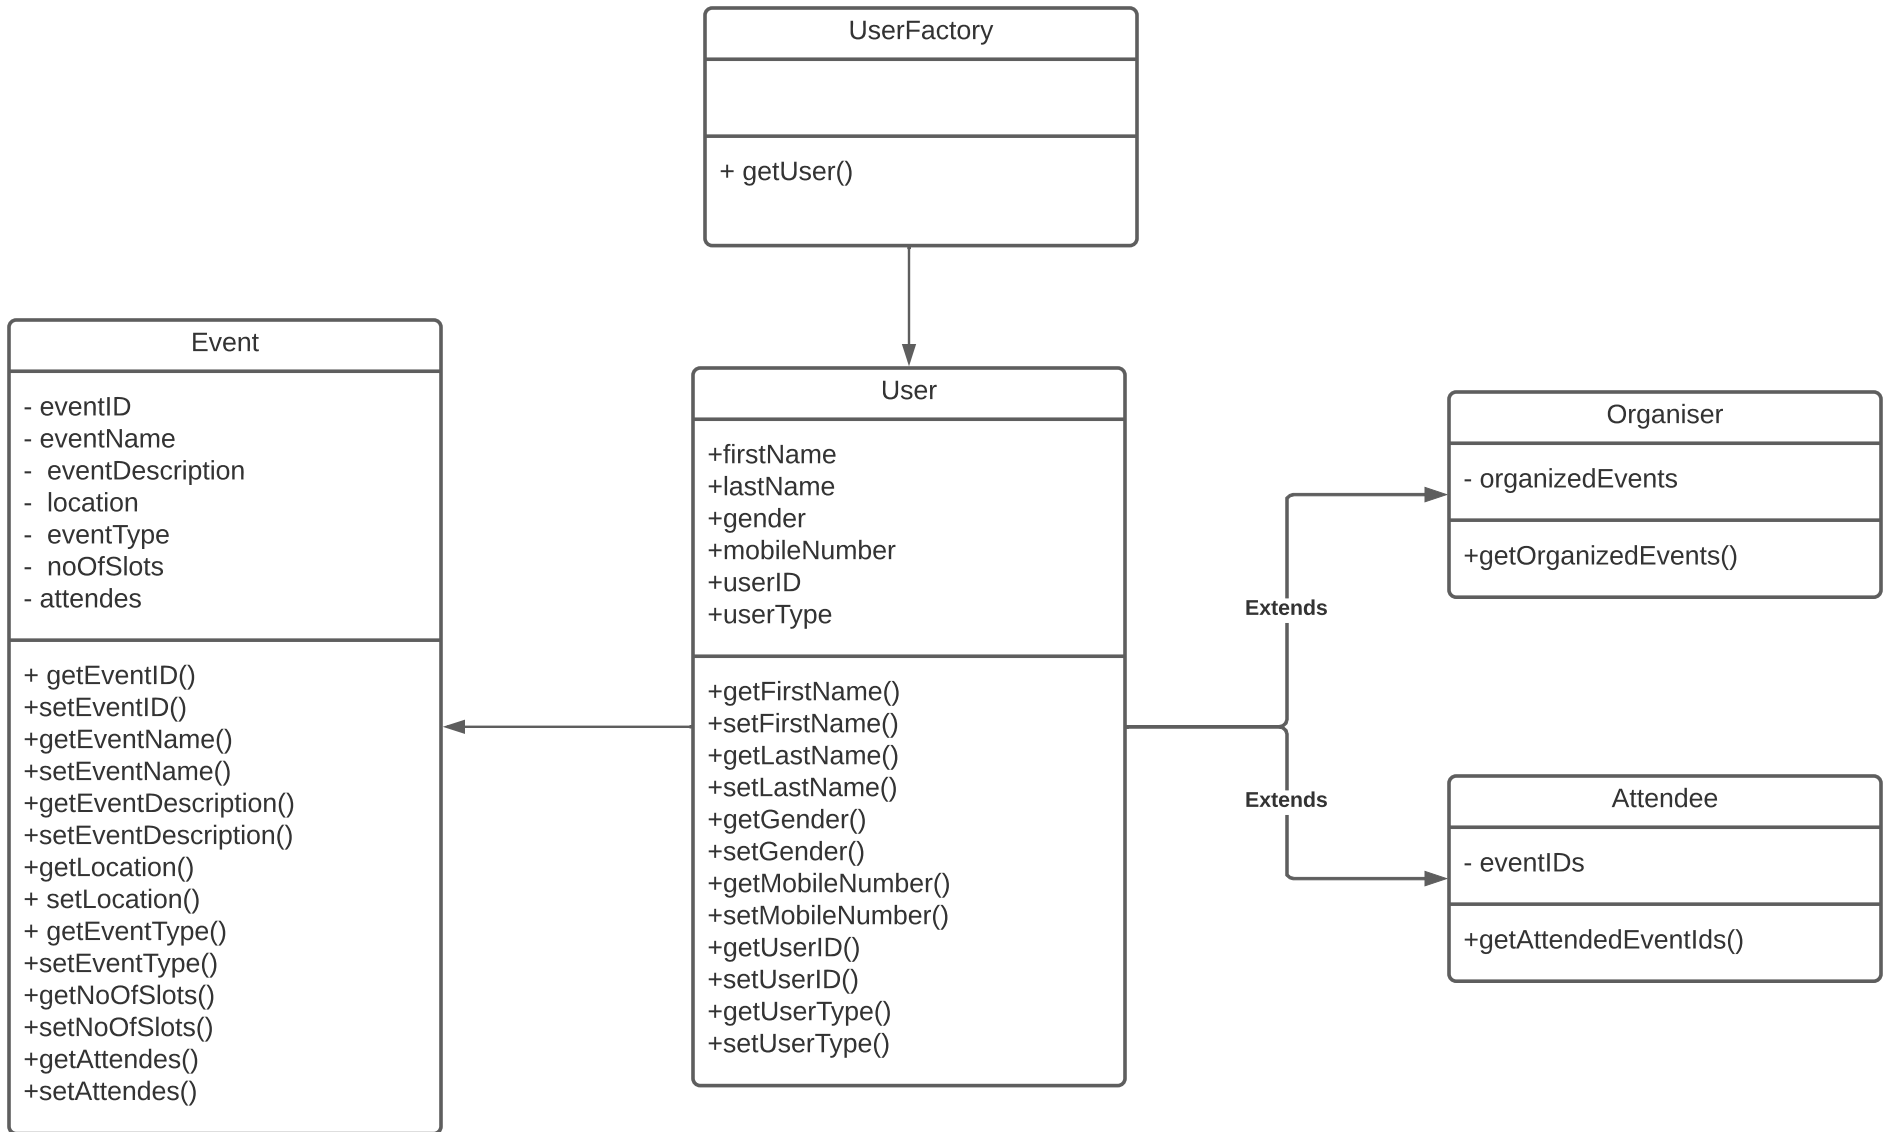 UserFactory
+ getUser()
Event
- eventID
- eventName
-  eventDescription
-  location
-  eventType
-  noOfSlots
- attendes
+ getEventID()
+setEventID()
+getEventName()
+setEventName()
+getEventDescription()
+setEventDescription()
+getLocation()
+ setLocation()
+ getEventType()
+setEventType()
+getNoOfSlots()
+setNoOfSlots()
+getAttendes()
+setAttendes()
User
+firstName
+lastName
+gender
+mobileNumber
+userID
+userType
+getFirstName()
+setFirstName()
+getLastName()
+setLastName()
+getGender()
+setGender()
+getMobileNumber()
+setMobileNumber()
+getUserID()
+setUserID()
+getUserType()
+setUserType()
Extends
Extends
Organiser
- organizedEvents
+getOrganizedEvents()
Attendee
- eventIDs
+getAttendedEventIds()